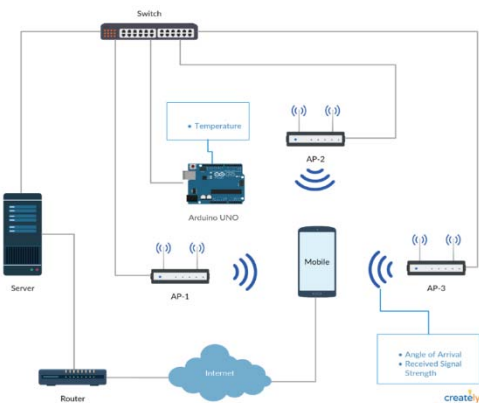 Switch
• Temperature
AP-2
Arduino UNO
Server
AP-1
Mobile
AP-3
Internet
• Angle of Arrival
• Received Signal
Strength
Router
creately